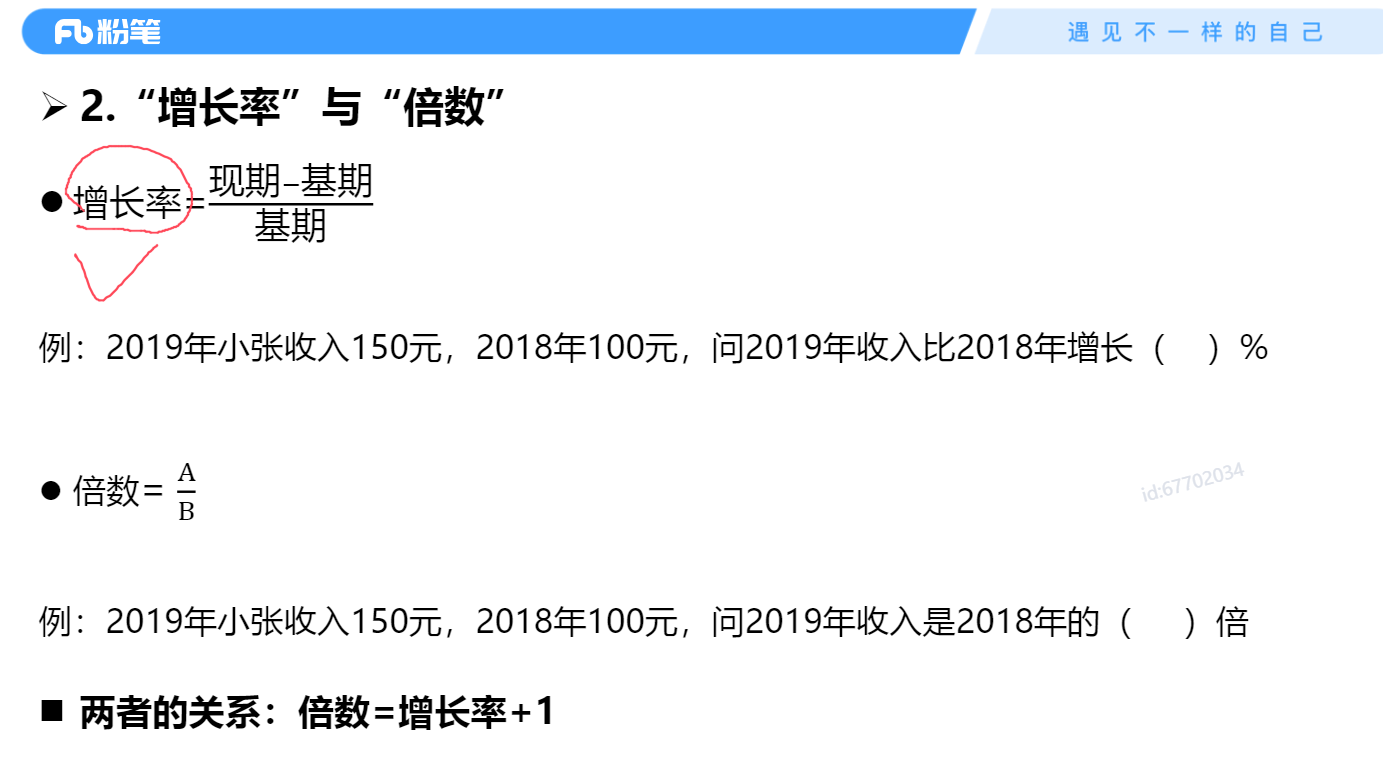 粉笔
遇见不一样的自己
2.“增长率”与“倍数”
增长率=现期–基期
基期
例：2019年小张收入150元，2018年100元，问2019年收入比2018年增长（ ）%
倍数= A
B
id:67702034
例：2019年小张收入150元，2018年100元，问2019年收入是2018年的（ ）倍
两者的关系：倍数=增长率+1